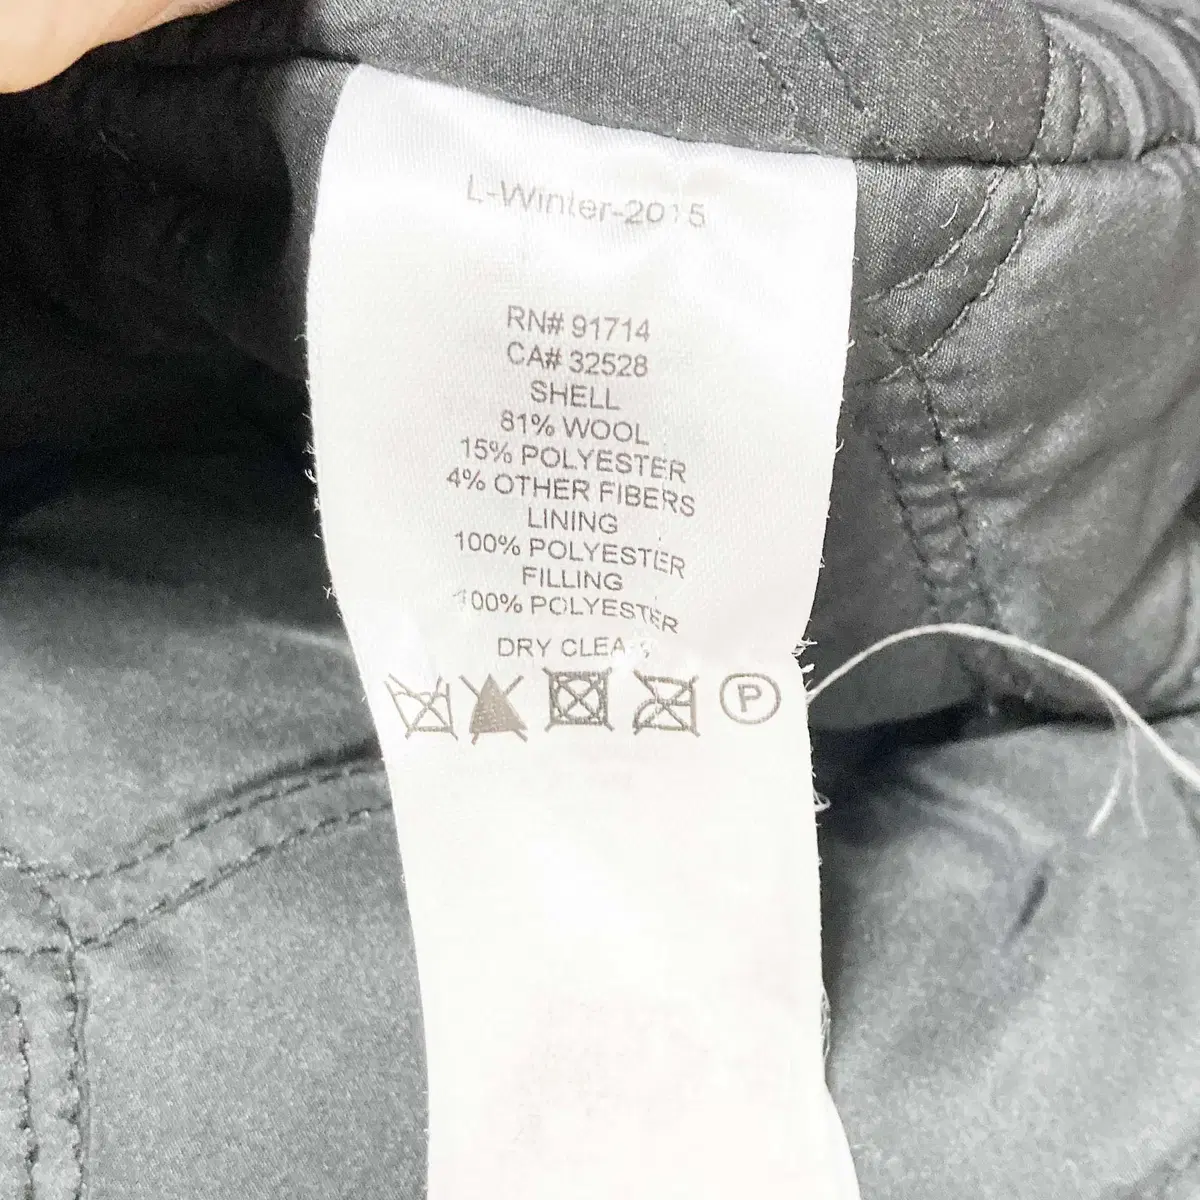 L-Winter-2015
RN# 91714
CA# 32528
SHELL
81% WOOL
15% POLYESTER
4% OTHER FIBERS
LINING
100% POLYESTER
FILLING
100% POLYESTER
DRY CLEA
P